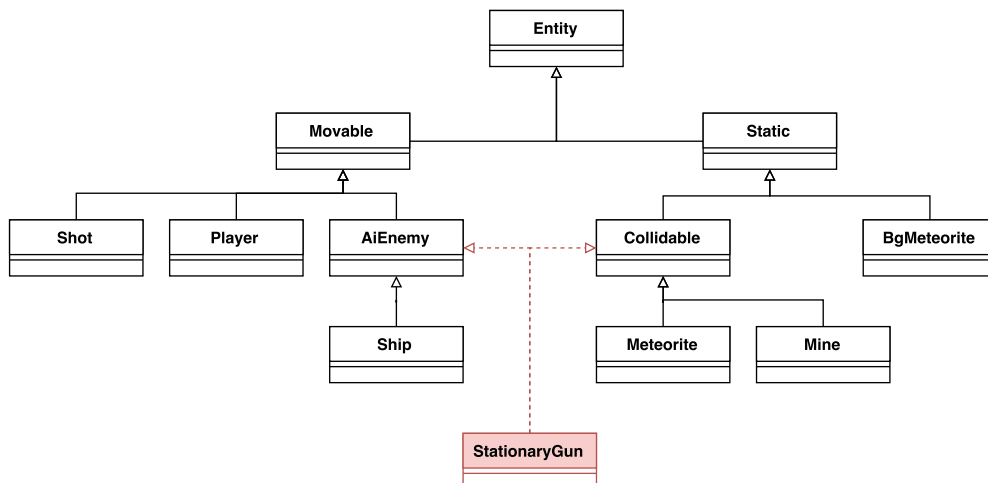 Entity
Movable
Static
Shot
Player
AiEnemy
Collidable
BgMeteorite
Ship
Meteorite
Mine
StationaryGun